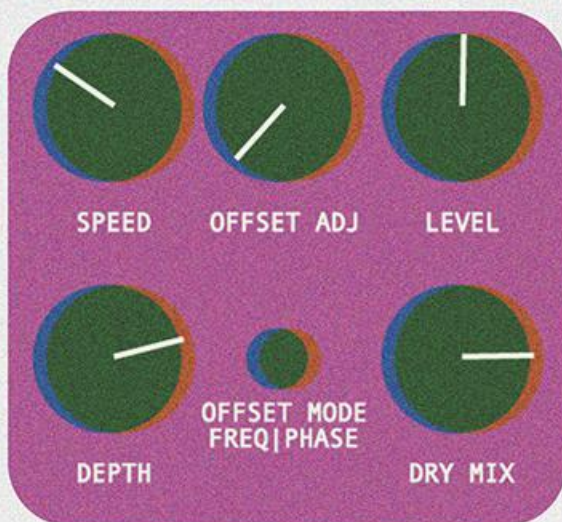 SPEED
OFFSET ADJ
LEVEL
OFFSET MODE
FREQ|PHASE
DEPTH
DRY MIX